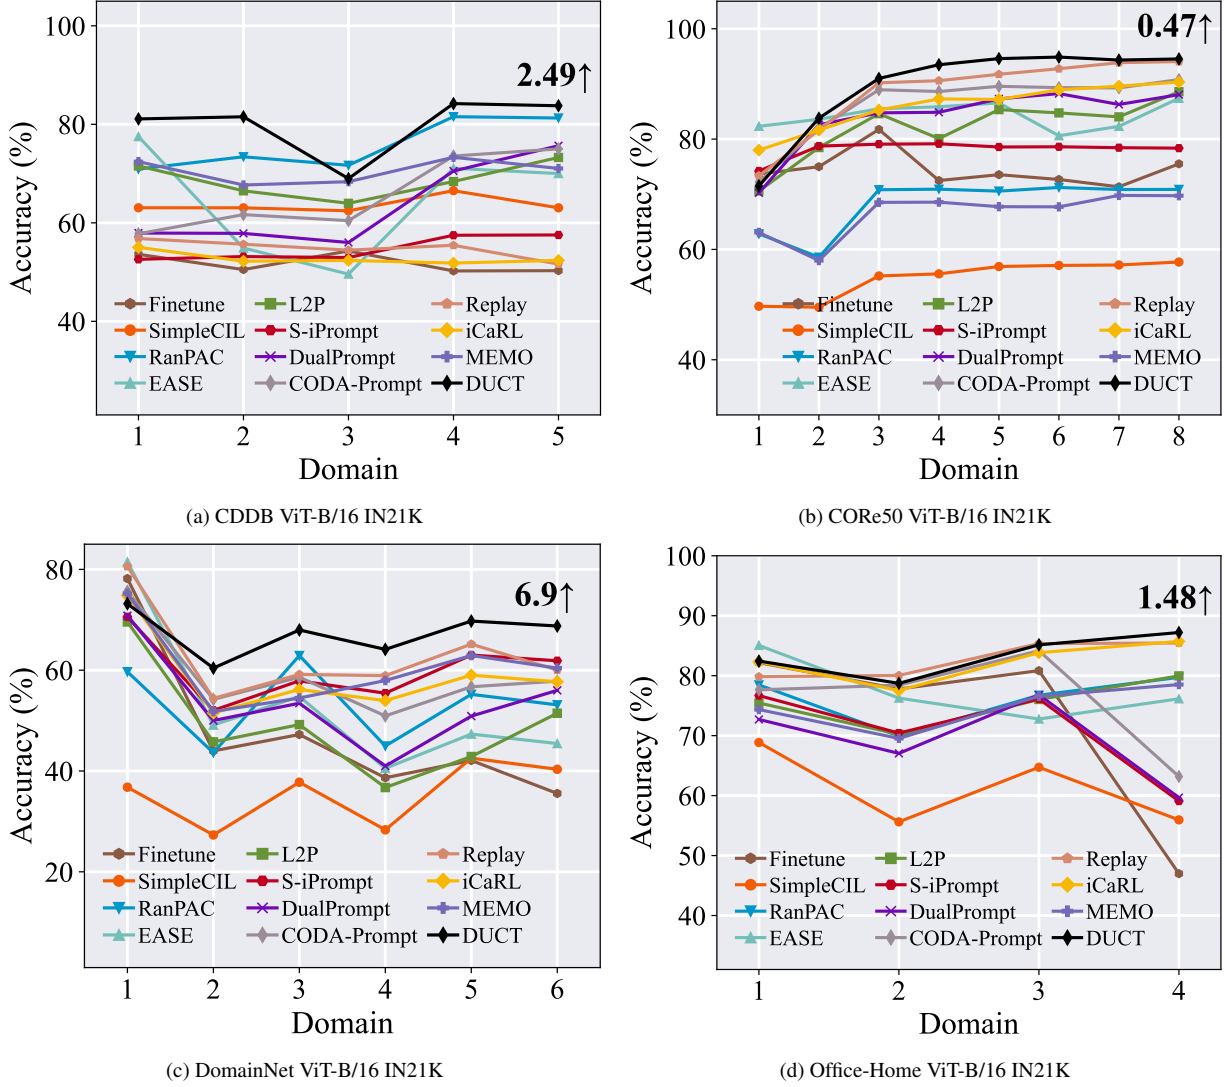 100
80
60
40
Accuracy (%)
2.49↑
Finetune L2P Replay
SimpleCIL S-iPrompt iCaRL
RanPAC DualPrompt MEMO
EASE CODA-Prompt DUCT
1 2 3 4 5
Domain
(a) CDDB ViT-B/16 IN21K
100
80
60
40
Accuracy (%)
0.47↑
Finetune L2P Replay
SimpleCIL S-iPrompt iCaRL
RanPAC DualPrompt MEMO
EASE CODA-Prompt DUCT
1 2 3 4 5 6 7 8
Domain
(b) CORe50 ViT-B/16 IN21K
80
60
40
20
Accuracy (%)
6.9↑
Finetune L2P Replay
SimpleCIL S-iPrompt iCaRL
RanPAC DualPrompt MEMO
EASE CODA-Prompt DUCT
1 2 3 4 5 6
Domain
(c) DomainNet ViT-B/16 IN21K
100
90
80
70
60
50
40
Accuracy (%)
1.48↑
Finetune L2P Replay
SimpleCIL S-iPrompt iCaRL
RanPAC DualPrompt MEMO
EASE CODA-Prompt DUCT
1 2 3 4
Domain
(d) Office-Home ViT-B/16 IN21K